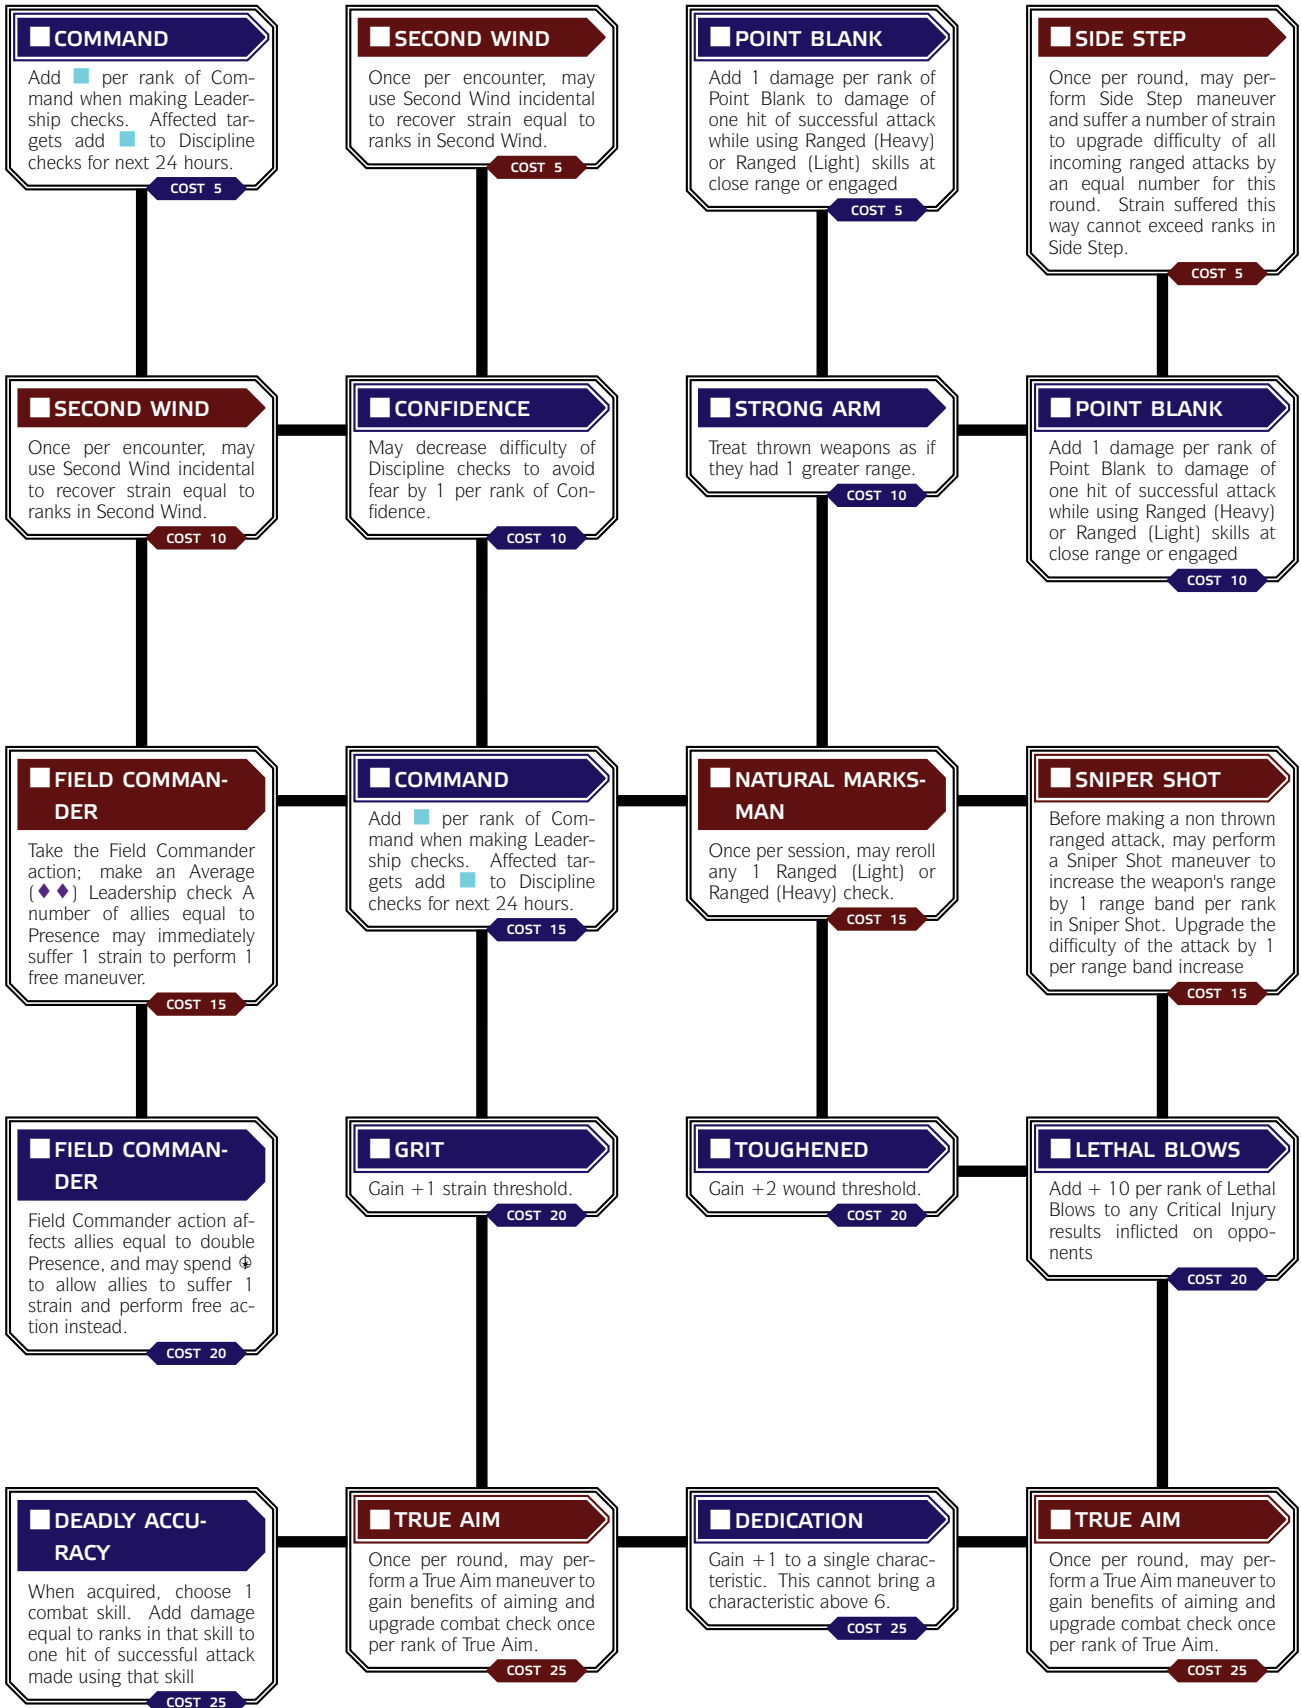 COMMAND
Add per rank of Com-
mand when making Leader-
ship checks. Affected tar-
gets add to Discipline
checks for next 24 hours.
COST 5
SECOND WIND
Once per encounter, may
use Second Wind incidental
to recover strain equal to
ranks in Second Wind.
COST 5
POINT BLANK
Add 1 damage per rank of
Point Blank to damage of
one hit of successful attack
while using Ranged (Heavy)
or Ranged (Light) skills at
close range or engaged
COST 5
SIDE STEP
Once per round, may per-
form Side Step maneuver
and suffer a number of strain
to upgrade difficulty of all
incoming ranged attacks by
an equal number for this
round. Strain suffered this
way cannot exceed ranks in
Side Step.
COST 5
SECOND WIND
Once per encounter, may
use Second Wind incidental
to recover strain equal to
ranks in Second Wind.
COST 10
CONFIDENCE
May decrease difficulty of
Discipline checks to avoid
fear by 1 per rank of Con-
fidence.
COST 10
STRONG ARM
Treat thrown weapons as if
they had 1 greater range.
COST 10
POINT BLANK
Add 1 damage per rank of
Point Blank to damage of
one hit of successful attack
while using Ranged (Heavy)
or Ranged (Light) skills at
close range or engaged
COST 10
FIELD COMMAN-
DER
Take the Field Commander
action; make an Average
(♦♦) Leadership check A
number of allies equal to
Presence may immediately
suffer 1 strain to perform 1
free maneuver.
COST 15
COMMAND
Add per rank of Com-
mand when making Leader-
ship checks. Affected tar-
gets add to Discipline
checks for next 24 hours.
COST 15
NATURAL MARKS-
MAN
Once per session, may reroll
any 1 Ranged (Light) or
Ranged (Heavy) check.
COST 15
SNIPER SHOT
Before making a non thrown
ranged attack, may perform
a Sniper Shot maneuver to
increase the weapon's range
by 1 range band per rank
in Sniper Shot. Upgrade the
difficulty of the attack by 1
per range band increase
COST 15
FIELD COMMAN-
DER
Field Commander action af-
fects allies equal to double
Presence, and may spend
to allow allies to suffer 1
strain and perform free ac-
tion instead.
COST 20
GRIT
Gain +1 strain threshold.
COST 20
TOUGHENED
Gain +2 wound threshold.
COST 20
LETHAL BLOWS
Add + 10 per rank of Lethal
Blows to any Critical Injury
results inflicted on oppo-
nents
COST 20
DEADLY ACCU-
RACY
When acquired, choose 1
combat skill. Add damage
equal to ranks in that skill to
one hit of successful attack
made using that skill
COST 25
TRUE AIM
Once per round, may per-
form a True Aim maneuver to
gain benefits of aiming and
upgrade combat check once
per rank of True Aim.
COST 25
DEDICATION
Gain +1 to a single charac-
teristic. This cannot bring a
characteristic above 6.
COST 25
TRUE AIM
Once per round, may per-
form a True Aim maneuver to
gain benefits of aiming and
upgrade combat check once
per rank of True Aim.
COST 25